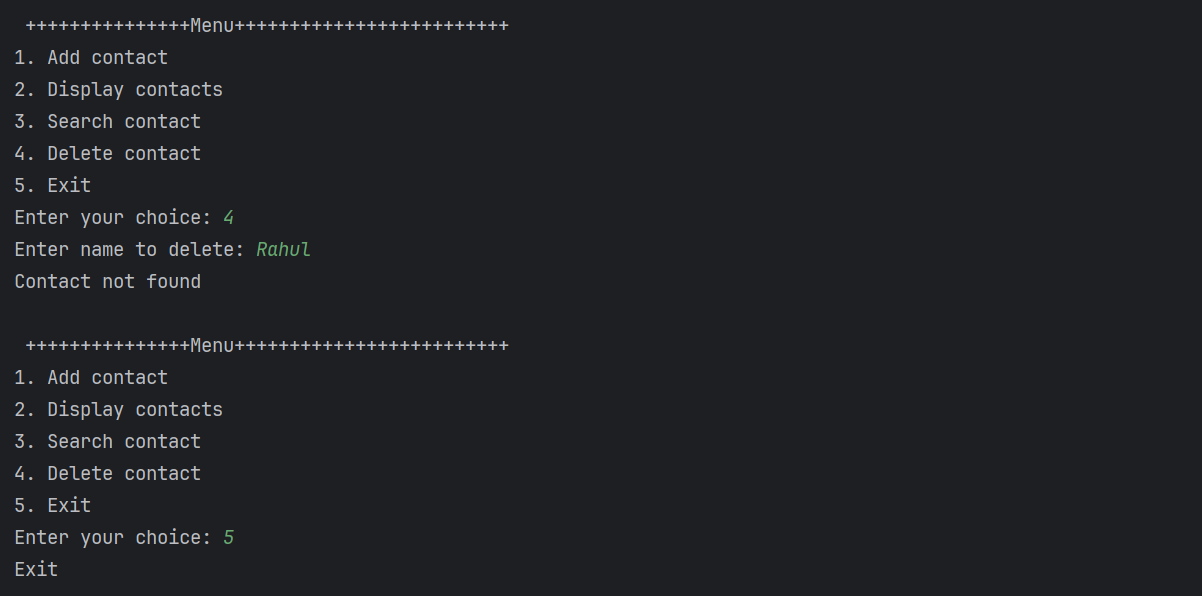 +++++++++++++++Menu+++++++++++++++++++++++++
1. Add contact
2. Display contacts
3. Search contact
4. Delete contact
5. Exit
Enter your choice: 4
Enter name to delete: Rahul
Contact not found
+++++++++++++++Menu+++++++++++++++++++++++++
1. Add contact
2. Display contacts
3. Search contact
4. Delete contact
5. Exit
Enter your choice: 5
Exit